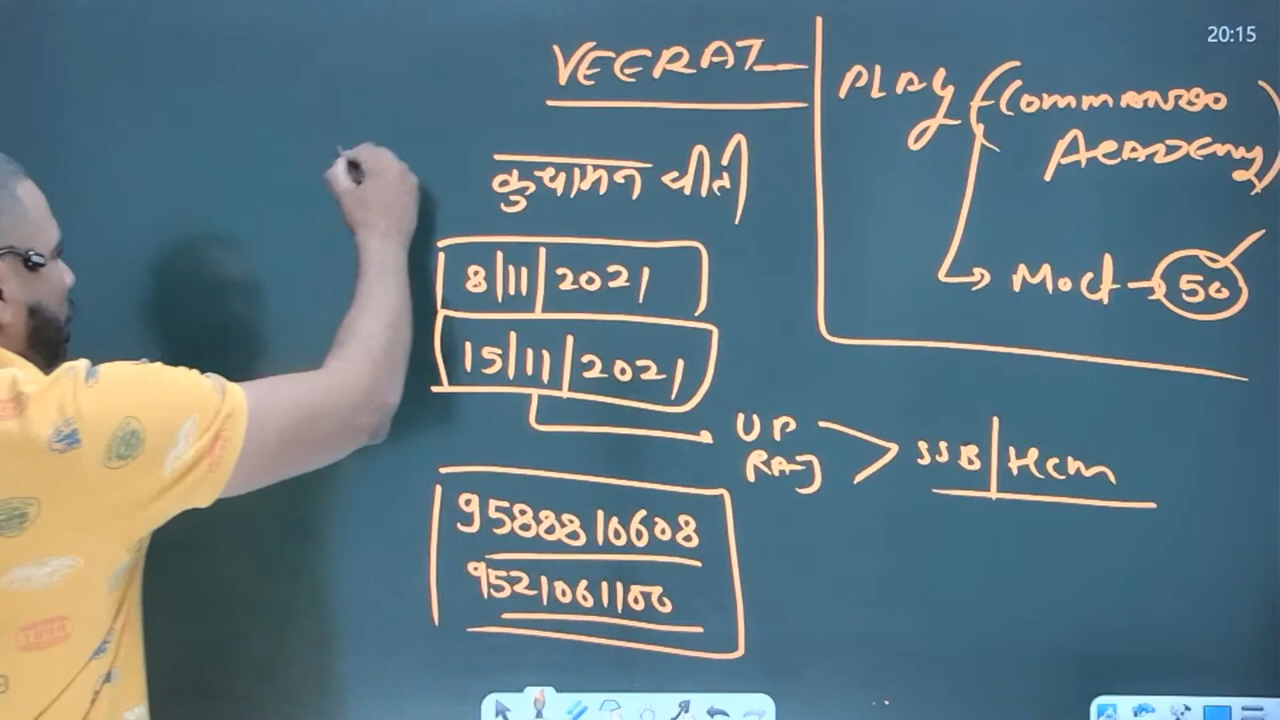 20:15
VEERAT
कुचामन सीती
8/11/2021
15/11/2021
UP
RAJ
SSB | Hcm
9588810608
9521061100
PLAY (Commando
Academy)
Moct → 50